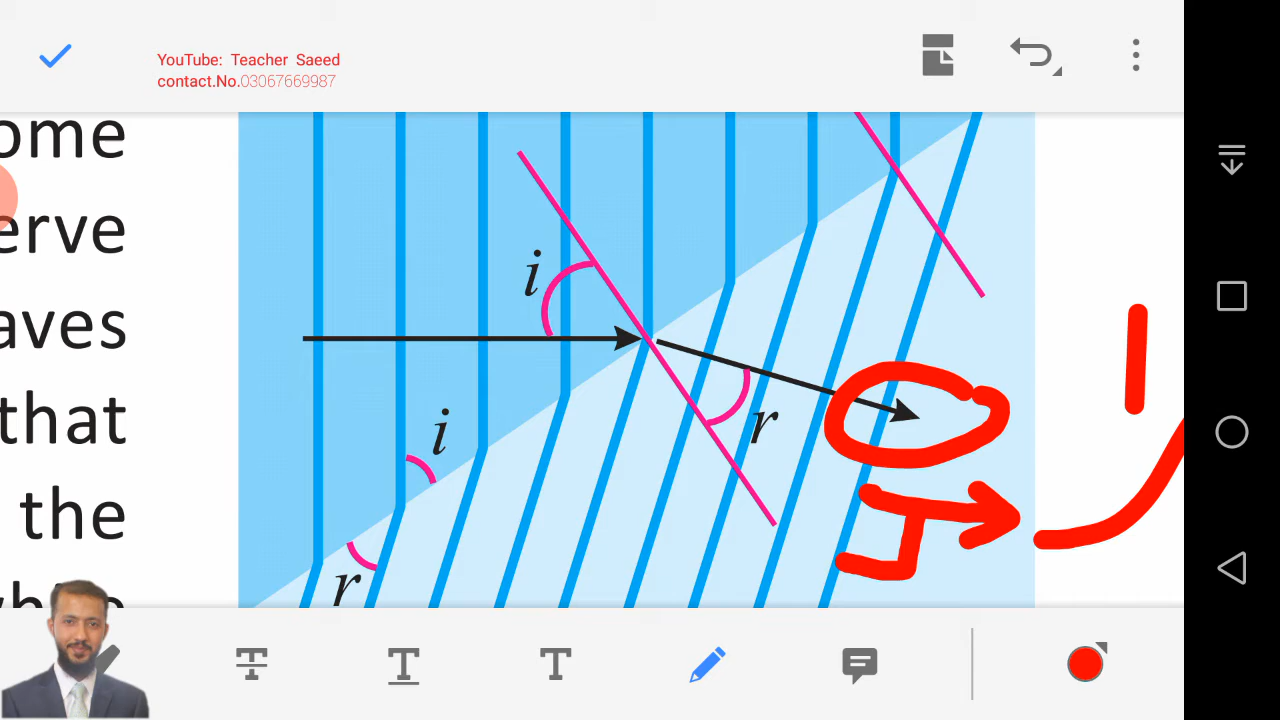 YouTube: Teacher Saeed
contact.No.03067669987
ome
erve
aves
that
the
i
i
r
r